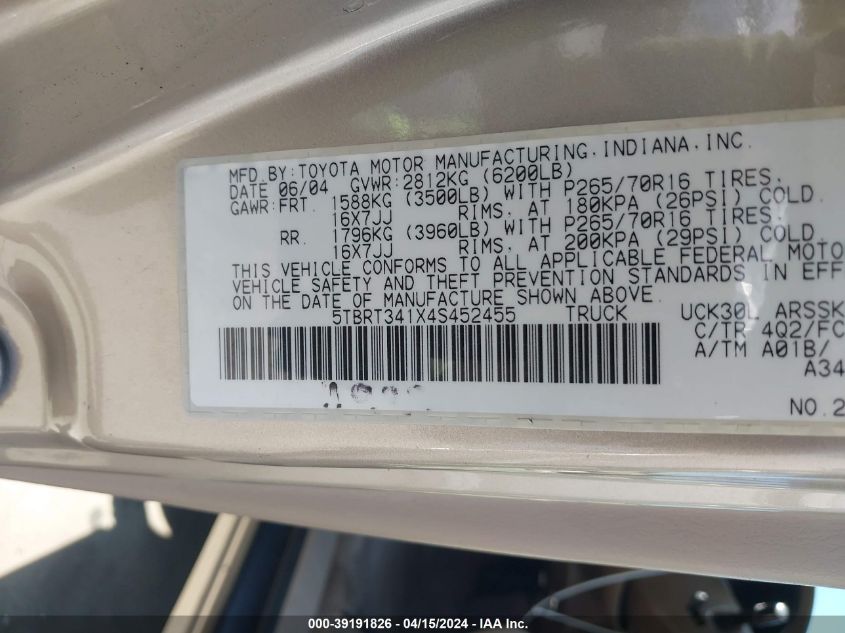 MFD. BY: TOYOTA MOTOR MANUFACTURING, INDIANA, INC.
DATE 06/04 GVWR: 2812KG (6200LB)
GAWR: FRT. 1588KG (3500LB) WITH P265/70R16 TIRES,
16X7JJ RIMS, AT 180KPA (26PSI) COLD.
RR. 1796KG (3960LB) WITH P265/70R16 TIRES,
16X7JJ RIMS, AT 200KPA (29PSI) COLD.
THIS VEHICLE CONFORMS TO ALL APPLICABLE FEDERAL MOTO
VEHICLE SAFETY AND THEFT PREVENTION STANDARDS IN EFF
ON THE DATE OF MANUFACTURE SHOWN ABOVE.
5TBRT341X4S452455 TRUCK UCK30L ARSSK
C/TR 4Q2/FC
A/TM A01B/
A34
NO.2
000-39191826 - 04/15/2024 - IAA Inc.